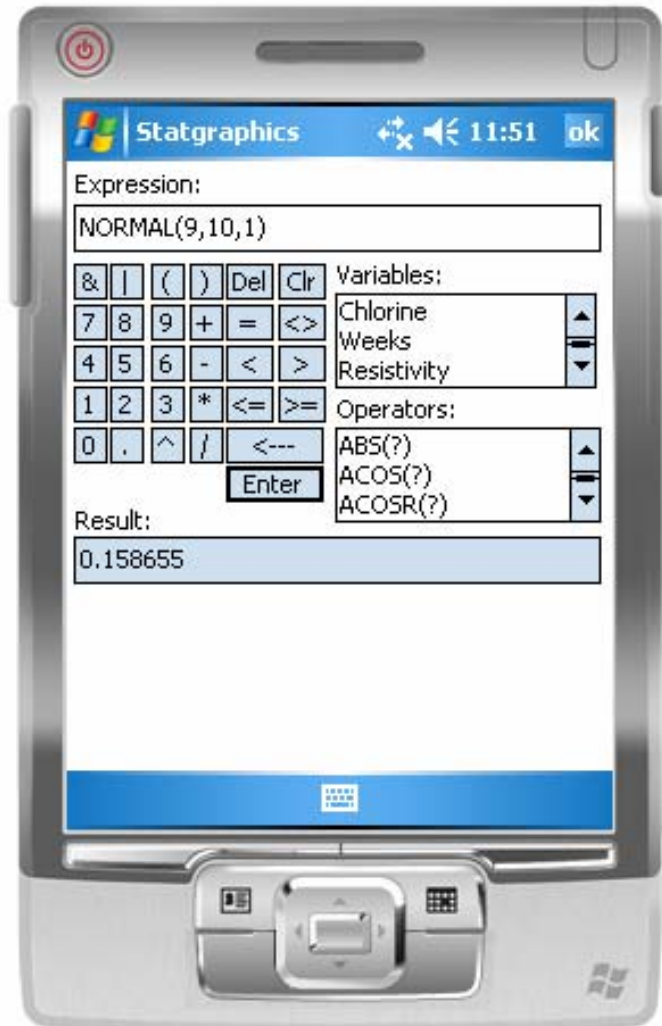 Statgraphics 11:51 ok
Expression:
NORMAL(9,10,1)
& | ( ) Del Clr
7 8 9 + = <>
4 5 6 - < >
1 2 3 * <= >=
0 . ^ / <---
Enter
Variables:
Chlorine
Weeks
Resistivity
Operators:
ABS(?)
ACOS(?)
ACOSR(?)
Result:
0.158655